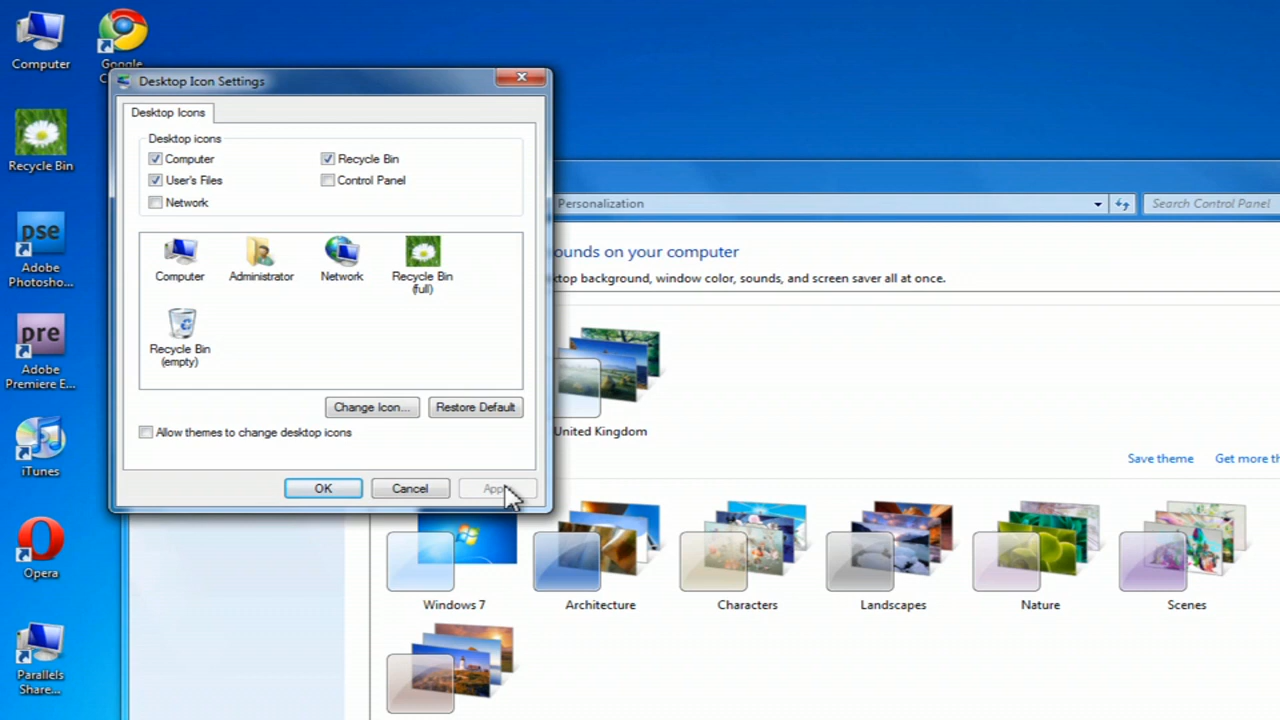 Computer
Google
C
Recycle Bin
pse
Adobe
Photosho...
pre
Adobe
Premiere E...
iTunes
Opera
Parallels
Share...
Desktop Icon Settings
Desktop Icons
Desktop icons
Computer
Recycle Bin
User's Files
Control Panel
Network
Computer
Administrator
Network
Recycle Bin
(full)
Recycle Bin
(empty)
Change Icon...
Restore Default
Allow themes to change desktop icons
OK
Cancel
App
Personalization
Search Control Panel
ounds on your computer
ktop background, window color, sounds, and screen saver all at once.
United Kingdom
Save theme
Get more th
Windows 7
Architecture
Characters
Landscapes
Nature
Scenes